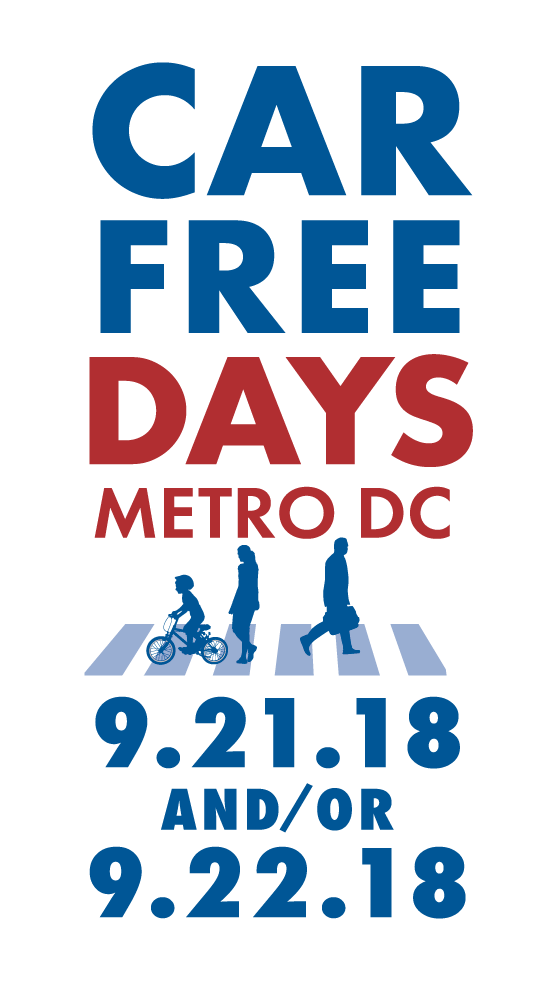 CAR
FREE
DAYS
METRO DC
9.21.18
AND/OR
9.22.18